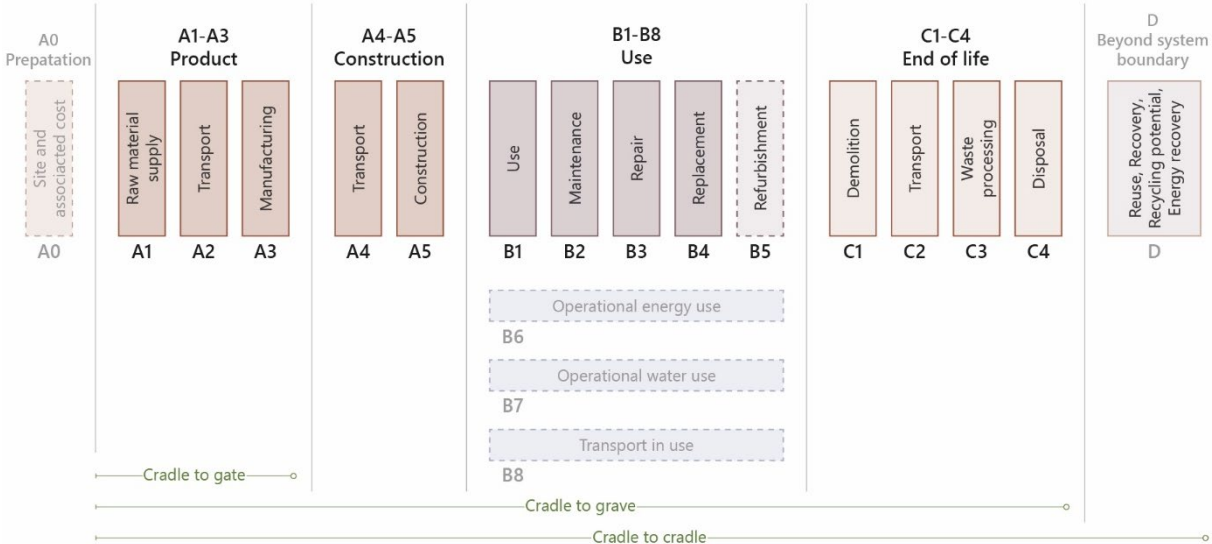 A0
Prepatation
A1-A3
Product
A4-A5
Construction
B1-B8
Use
C1-C4
End of life
D
Beyond system
boundary
Site and
associacted cost
Raw material
supply
Transport
Manufacturing
Transport
Construction
Use
Maintenance
Repair
Replacement
Refurbishment
Demolition
Transport
Waste
processing
Disposal
Reuse, Recovery,
Recycling potential,
Energy recovery
A0
A1
A2
A3
A4
A5
B1
B2
B3
B4
B5
C1
C2
C3
C4
D
Operational energy use
B6
Operational water use
B7
Transport in use
B8
Cradle to gate
Cradle to grave
Cradle to cradle